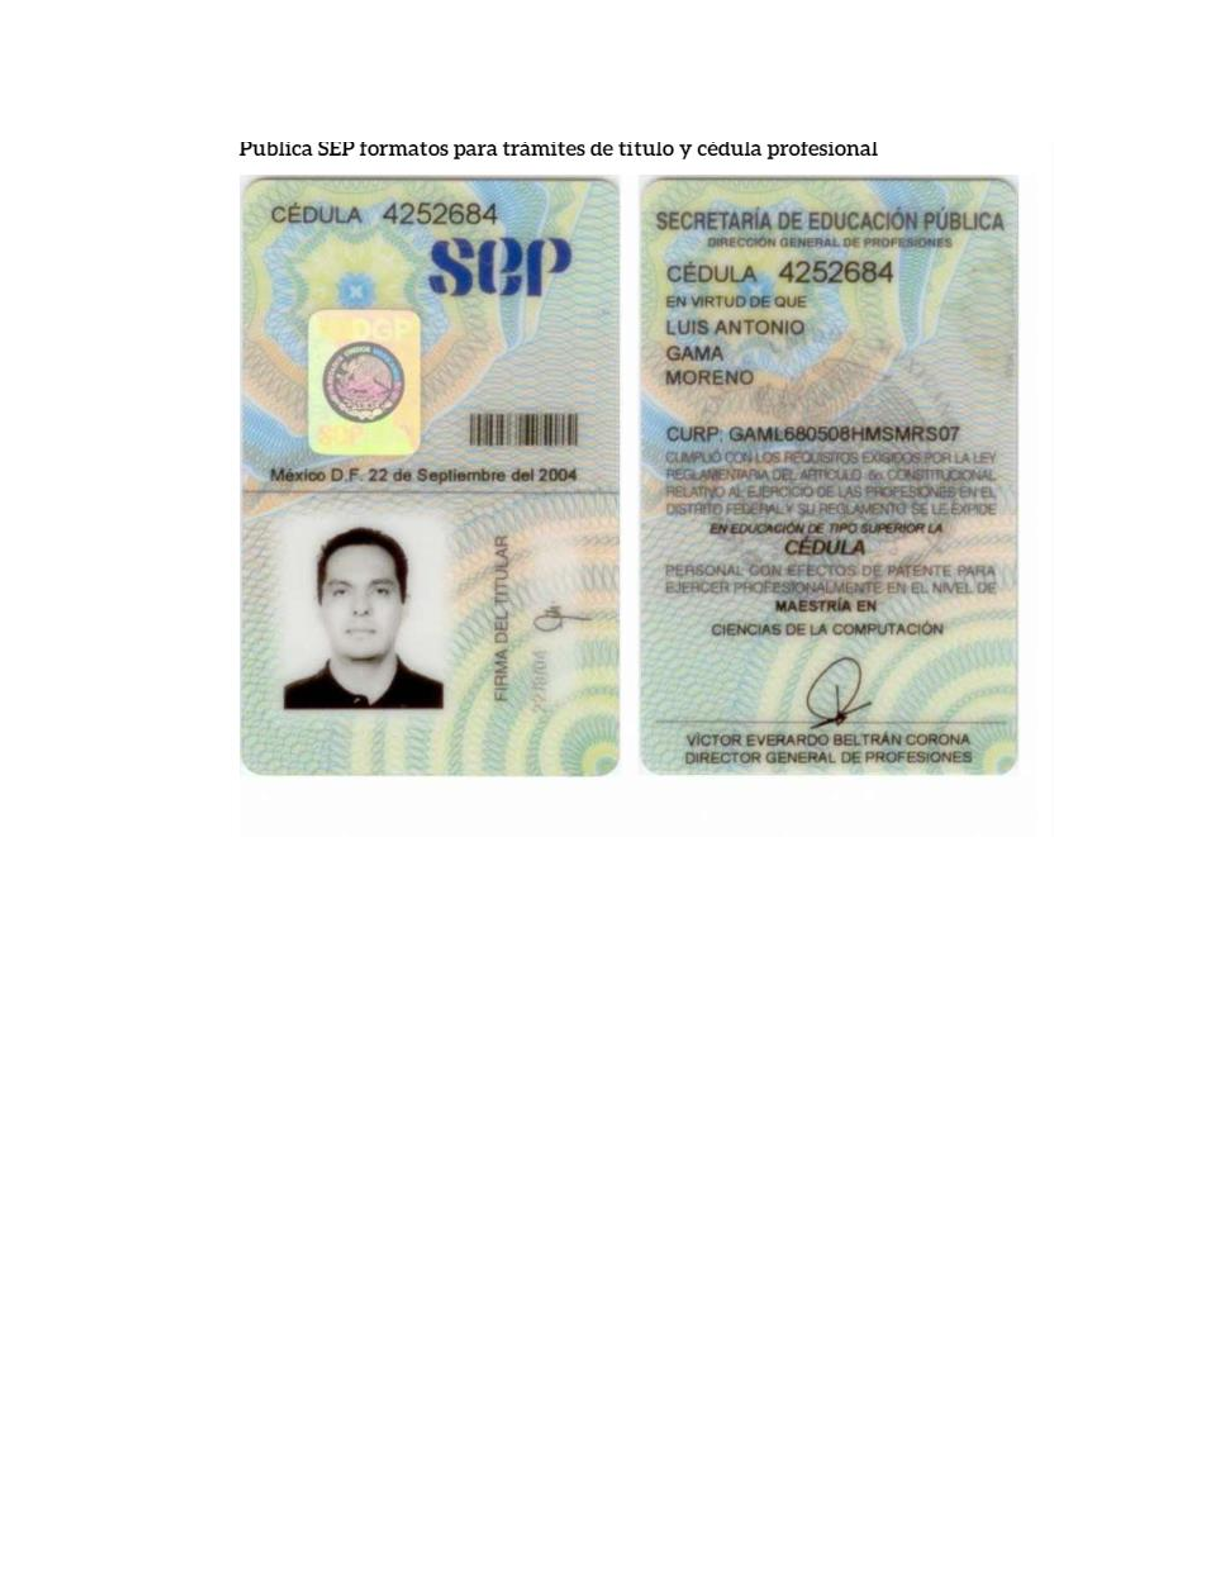 Publica SEP formatos para trámites de título y cédula profesional
CÉDULA 4252684
SEP
DGP
México D.F. 22 de Septiembre del 2004
FIRMA DEL TITULAR
22/9/04
SECRETARÍA DE EDUCACIÓN PÚBLICA
DIRECCIÓN GENERAL DE PROFESIONES
CÉDULA 4252684
EN VIRTUD DE QUE
LUIS ANTONIO
GAMA
MORENO
CURP: GAML680508HMSMRS07
CUMPLIÓ CON LOS REQUISITOS EXIGIDOS POR LA LEY
REGLAMENTARIA DEL ARTÍCULO 5o. CONSTITUCIONAL
RELATIVO AL EJERCICIO DE LAS PROFESIONES EN EL
DISTRITO FEDERAL Y SU REGLAMENTO SE LE EXPIDE
EN EDUCACIÓN DE TIPO SUPERIOR LA
CÉDULA
PERSONAL CON EFECTOS DE PATENTE PARA
EJERCER PROFESIONALMENTE EN EL NIVEL DE
MAESTRÍA EN
CIENCIAS DE LA COMPUTACIÓN
VÍCTOR EVERARDO BELTRÁN CORONA
DIRECTOR GENERAL DE PROFESIONES